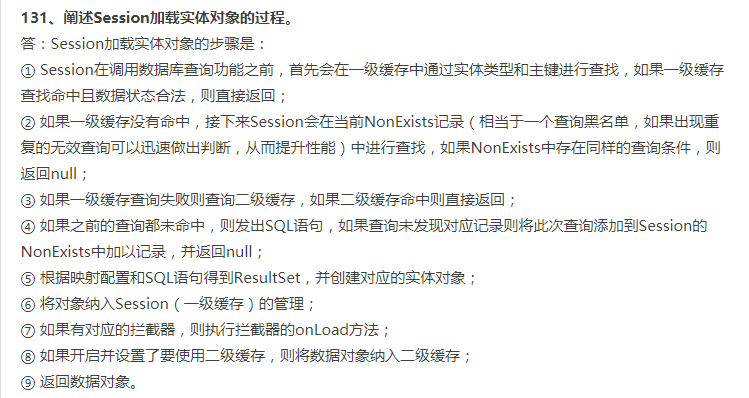 131、阐述Session加载实体对象的过程。
答：Session加载实体对象的步骤是：
① Session在调用数据库查询功能之前，首先会在一级缓存中通过实体类型和主键进行查找，如果一级缓存
查找命中且数据状态合法，则直接返回；
② 如果一级缓存没有命中，接下来Session会在当前NonExists记录（相当于一个查询黑名单，如果出现重
复的无效查询可以迅速做出判断，从而提升性能）中进行查找，如果NonExists中存在同样的查询条件，则
返回null；
③ 如果一级缓存查询失败则查询二级缓存，如果二级缓存命中则直接返回；
④ 如果之前的查询都未命中，则发出SQL语句，如果查询未发现对应记录则将此次查询添加到Session的
NonExists中加以记录，并返回null；
⑤ 根据映射配置和SQL语句得到ResultSet，并创建对应的实体对象；
⑥ 将对象纳入Session（一级缓存）的管理；
⑦ 如果有对应的拦截器，则执行拦截器的onLoad方法；
⑧ 如果开启并设置了要使用二级缓存，则将数据对象纳入二级缓存；
⑨ 返回数据对象。